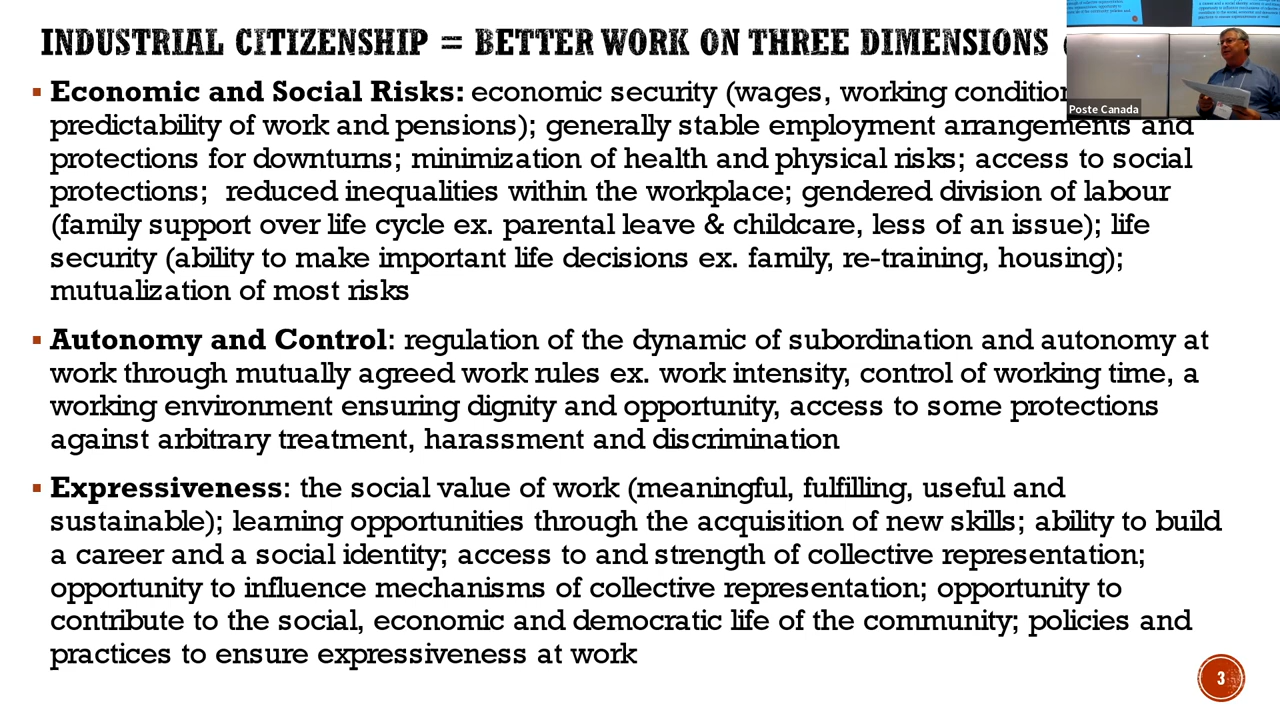 INDUSTRIAL CITIZENSHIP = BETTER WORK ON THREE DIMENSIONS
▪ Economic and Social Risks: economic security (wages, working
predictability of work and pensions); generally stable employment arrangements and
protections for downturns; minimization of health and physical risks; access to social
protections;  reduced inequalities within the workplace; gendered division of labour
(family support over life cycle ex. parental leave & childcare, less of an issue); life
security (ability to make important life decisions ex. family, re-training, housing);
mutualization of most risks
▪ Autonomy and Control: regulation of the dynamic of subordination and autonomy at
work through mutually agreed work rules ex. work intensity, control of working time, a
working environment ensuring dignity and opportunity, access to some protections
against arbitrary treatment, harassment and discrimination
▪ Expressiveness: the social value of work (meaningful, fulfilling, useful and
sustainable); learning opportunities through the acquisition of new skills; ability to build
a career and a social identity; access to and strength of collective representation;
opportunity to influence mechanisms of collective representation; opportunity to
contribute to the social, economic and democratic life of the community; policies and
practices to ensure expressiveness at work
3
Poste Canada